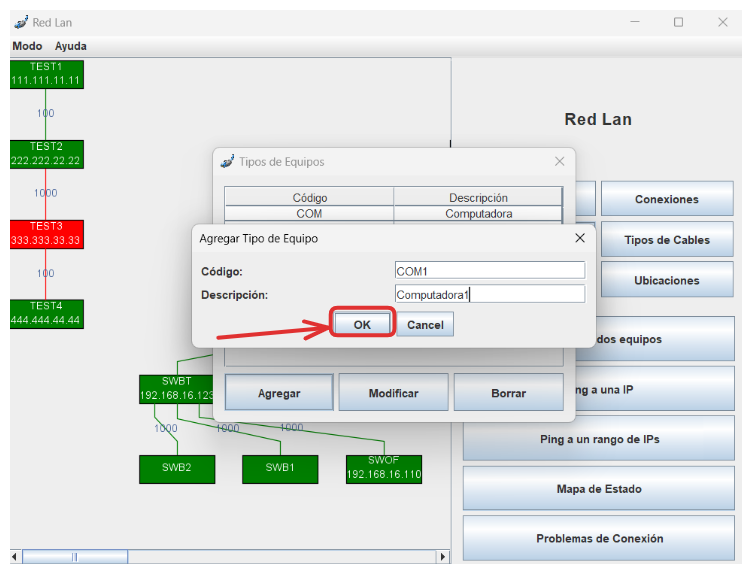 Red Lan
Modo Ayuda
TEST1
111.111.11.11
100
TEST2
222.222.22.22
1000
TEST3
333.333.33.33
100
TEST4
444.444.44.44
SWBT
192.168.16.123
1000
1000
1000
SWB2
SWB1
SWOF
192.168.16.110
Tipos de Equipos
Código Descripción
COM Computadora
Agregar Tipo de Equipo
Código: COM1
Descripción: Computadora1
OK Cancel
Agregar Modificar Borrar
Red Lan
Conexiones
Tipos de Cables
Ubicaciones
dos equipos
ng a una IP
Ping a un rango de IPs
Mapa de Estado
Problemas de Conexión